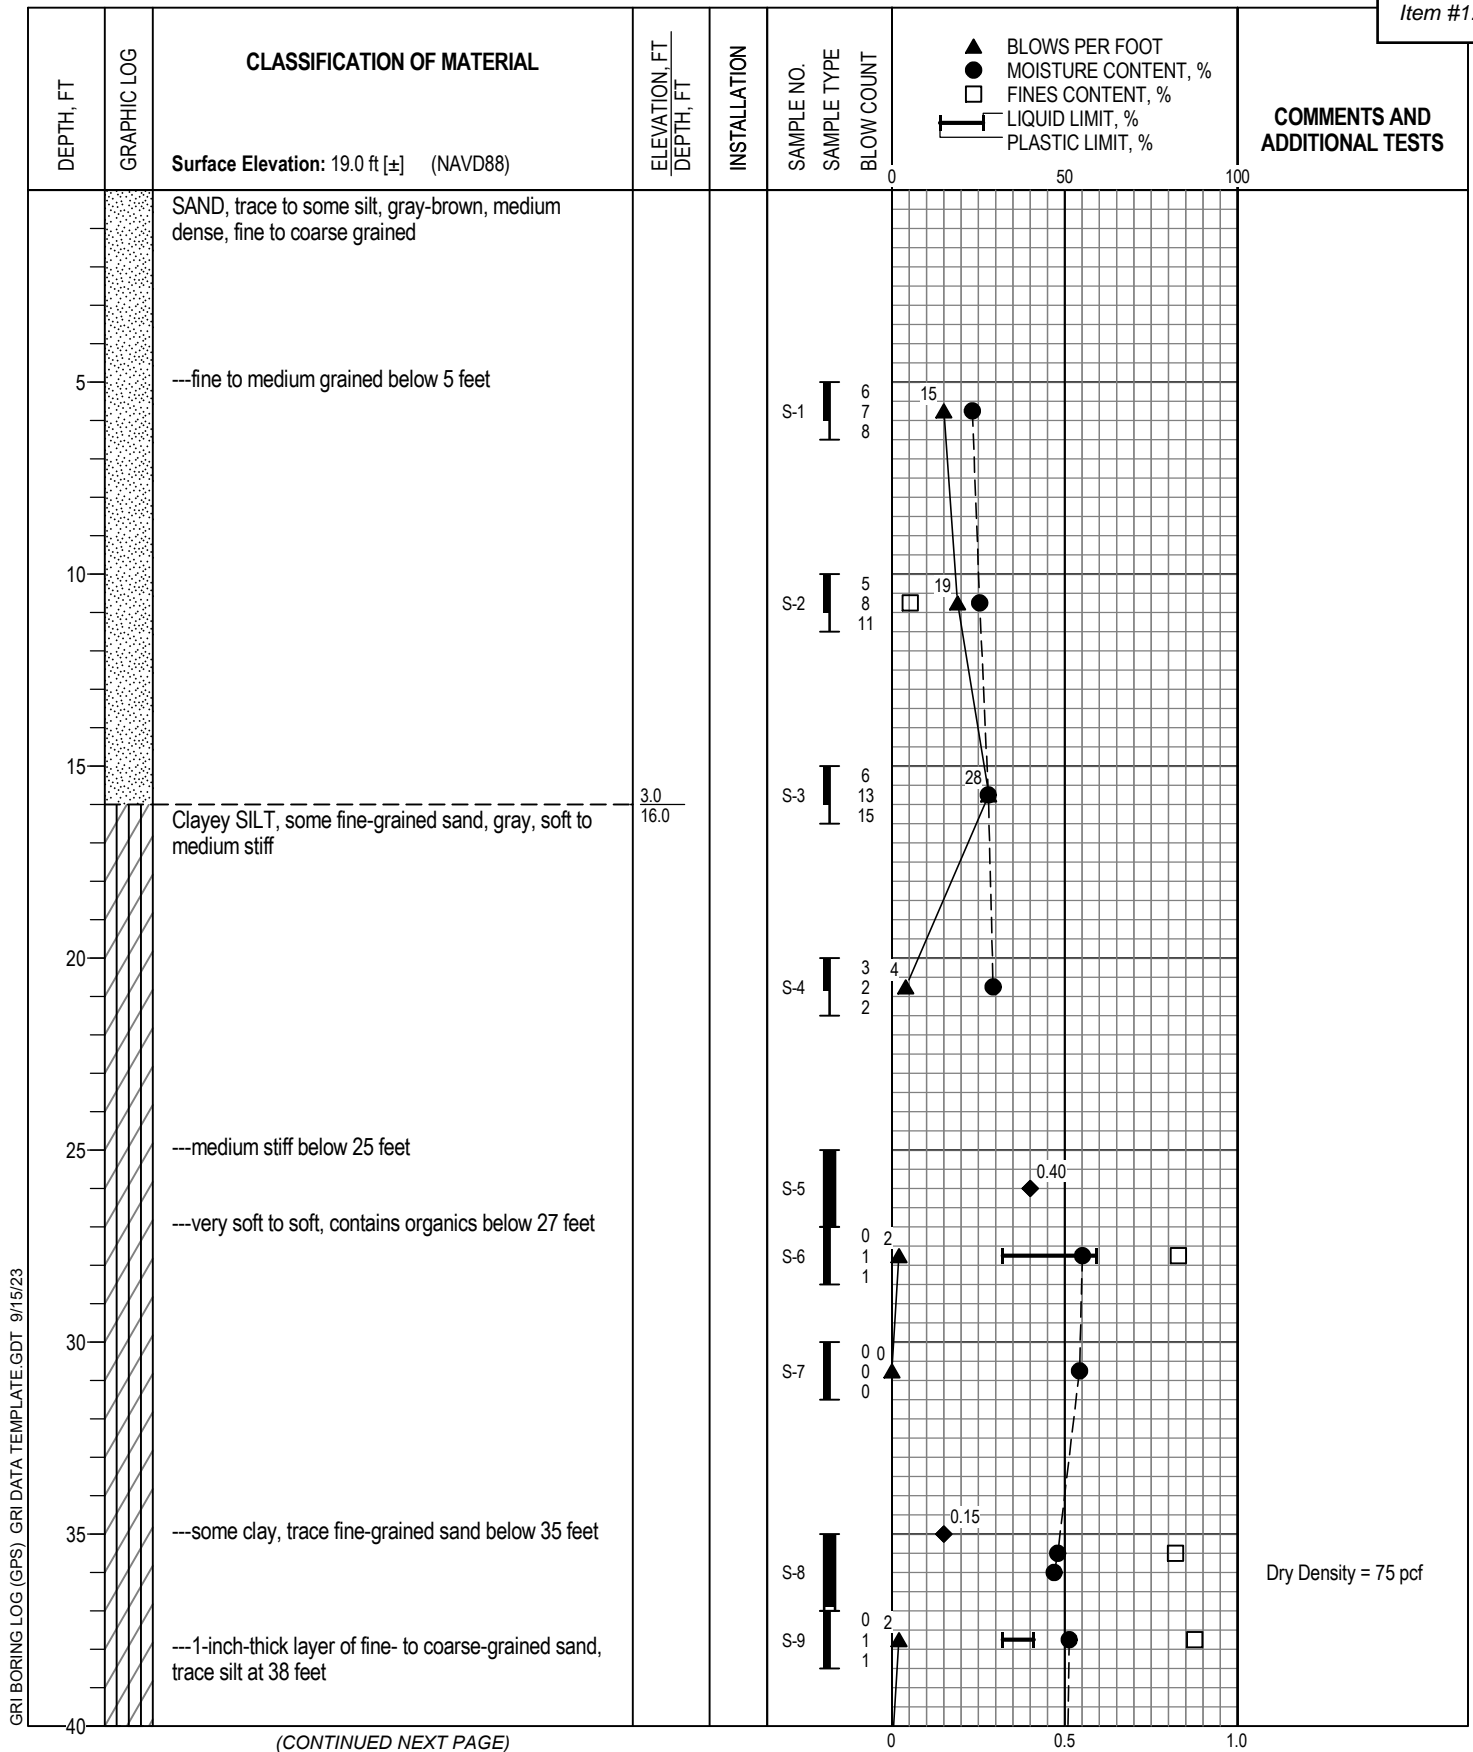 Item #1
DEPTH, FT
GRAPHIC LOG
CLASSIFICATION OF MATERIAL
Surface Elevation: 19.0 ft [±] (NAVD88)
ELEVATION, FT
DEPTH, FT
INSTALLATION
SAMPLE NO.
SAMPLE TYPE
BLOW COUNT
BLOWS PER FOOT
MOISTURE CONTENT, %
FINES CONTENT, %
LIQUID LIMIT, %
PLASTIC LIMIT, %
0 50 100
COMMENTS AND
ADDITIONAL TESTS
SAND, trace to some silt, gray-brown, medium
dense, fine to coarse grained
5
---fine to medium grained below 5 feet
S-1
6
7
8
15
10
S-2
5
8
11
19
15
S-3
6
13
15
28
3.0
16.0
Clayey SILT, some fine-grained sand, gray, soft to
medium stiff
20
S-4
3
2
2
4
25
---medium stiff below 25 feet
S-5
0.40
---very soft to soft, contains organics below 27 feet
S-6
0
1
1
2
30
S-7
0
0
0
0
35
---some clay, trace fine-grained sand below 35 feet
0.15
S-8
Dry Density = 75 pcf
---1-inch-thick layer of fine- to coarse-grained sand,
trace silt at 38 feet
S-9
0
1
1
2
40
(CONTINUED NEXT PAGE)
0 0.5 1.0
GRI BORING LOG (GPS) GRI DATA TEMPLATE.GDT 9/15/23